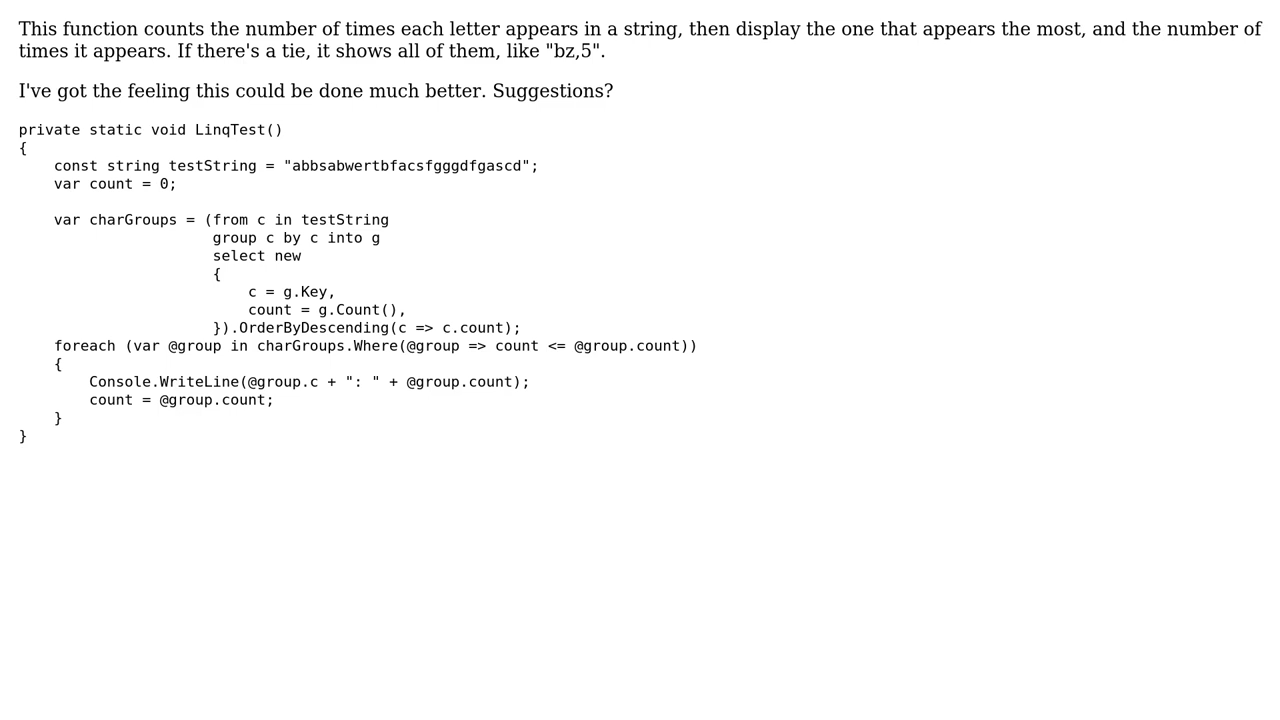 This function counts the number of times each letter appears in a string, then display the one that appears the most, and the number of
times it appears. If there's a tie, it shows all of them, like "bz,5".
I've got the feeling this could be done much better. Suggestions?
private static void LinqTest()
{
    const string testString = "abbsabwertbfacsfgggdfgascd";
    var count = 0;
    var charGroups = (from c in testString
                      group c by c into g
                      select new
                      {
                          c = g.Key,
                          count = g.Count(),
                      }).OrderByDescending(c => c.count);
    foreach (var @group in charGroups.Where(@group => count <= @group.count))
    {
        Console.WriteLine(@group.c + ": " + @group.count);
        count = @group.count;
    }
}